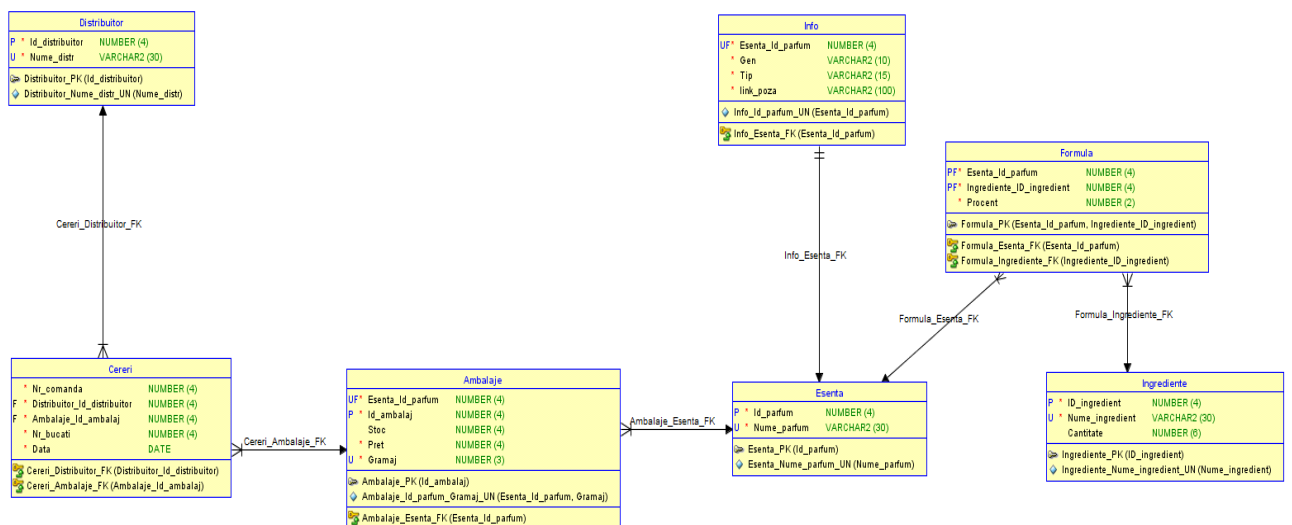 Distribuitor
P * Id_distribuitor NUMBER (4)
U * Nume_distr VARCHAR2 (30)
Distribuitor_PK (Id_distribuitor)
Distribuitor_Nume_distr_UN (Nume_distr)
Info
UF* Esenta_Id_parfum NUMBER (4)
* Gen VARCHAR2 (10)
* Tip VARCHAR2 (15)
* link_poza VARCHAR2 (100)
Info_Id_parfum_UN (Esenta_Id_parfum)
Info_Esenta_FK (Esenta_Id_parfum)
Formula
PF* Esenta_Id_parfum NUMBER (4)
PF* Ingrediente_ID_ingredient NUMBER (4)
* Procent NUMBER (2)
Formula_PK (Esenta_Id_parfum, Ingrediente_ID_ingredient)
Formula_Esenta_FK (Esenta_Id_parfum)
Formula_Ingrediente_FK (Ingrediente_ID_ingredient)
Cereri_Distribuitor_FK
Info_Esenta_FK
Formula_Esenta_FK
Formula_Ingrediente_FK
Cereri
* Nr_comanda NUMBER (4)
F * Distribuitor_Id_distribuitor NUMBER (4)
F * Ambalaje_Id_ambalaj NUMBER (4)
* Nr_bucati NUMBER (4)
* Data DATE
Cereri_Distribuitor_FK (Distribuitor_Id_distribuitor)
Cereri_Ambalaje_FK (Ambalaje_Id_ambalaj)
Cereri_Ambalaje_FK
Ambalaje
UF* Esenta_Id_parfum NUMBER (4)
P * Id_ambalaj NUMBER (4)
Stoc NUMBER (4)
* Pret NUMBER (4)
U * Gramaj NUMBER (3)
Ambalaje_PK (Id_ambalaj)
Ambalaje_Id_parfum_Gramaj_UN (Esenta_Id_parfum, Gramaj)
Ambalaje_Esenta_FK (Esenta_Id_parfum)
Ambalaje_Esenta_FK
Esenta
P * Id_parfum NUMBER (4)
U * Nume_parfum VARCHAR2 (30)
Esenta_PK (Id_parfum)
Esenta_Nume_parfum_UN (Nume_parfum)
Ingrediente
P * ID_ingredient NUMBER (4)
U * Nume_ingredient VARCHAR2 (30)
Cantitate NUMBER (6)
Ingrediente_PK (ID_ingredient)
Ingrediente_Nume_ingredient_UN (Nume_ingredient)